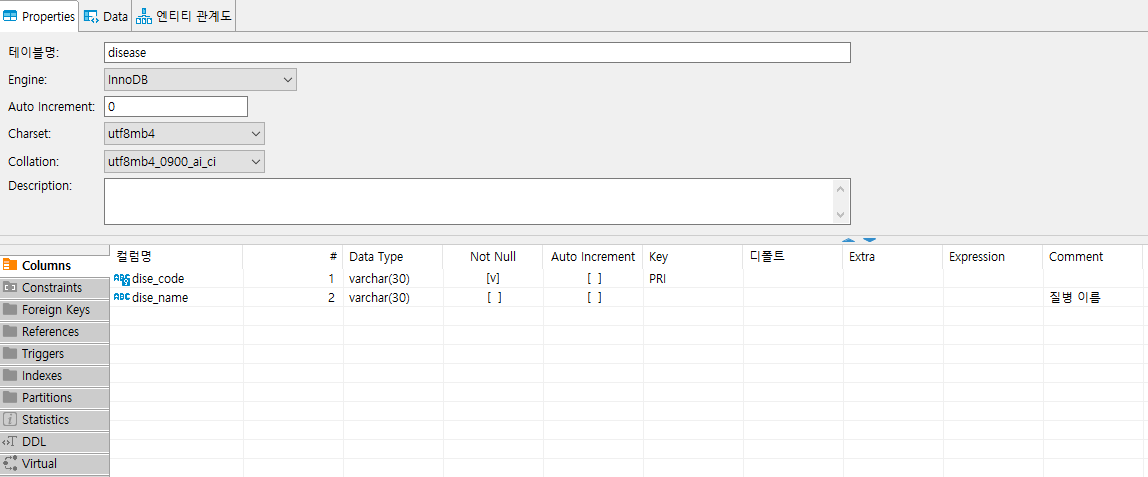 Properties Data 엔티티 관계도
테이블명: disease
Engine: InnoDB
Auto Increment: 0
Charset: utf8mb4
Collation: utf8mb4_0900_ai_ci
Description:
컬럼명 # Data Type Not Null Auto Increment Key 디폴트 Extra Expression Comment
dise_code 1 varchar(30) [v] [ ] PRI
dise_name 2 varchar(30) [ ] [ ] 질병 이름
Columns
Constraints
Foreign Keys
References
Triggers
Indexes
Partitions
Statistics
DDL
Virtual